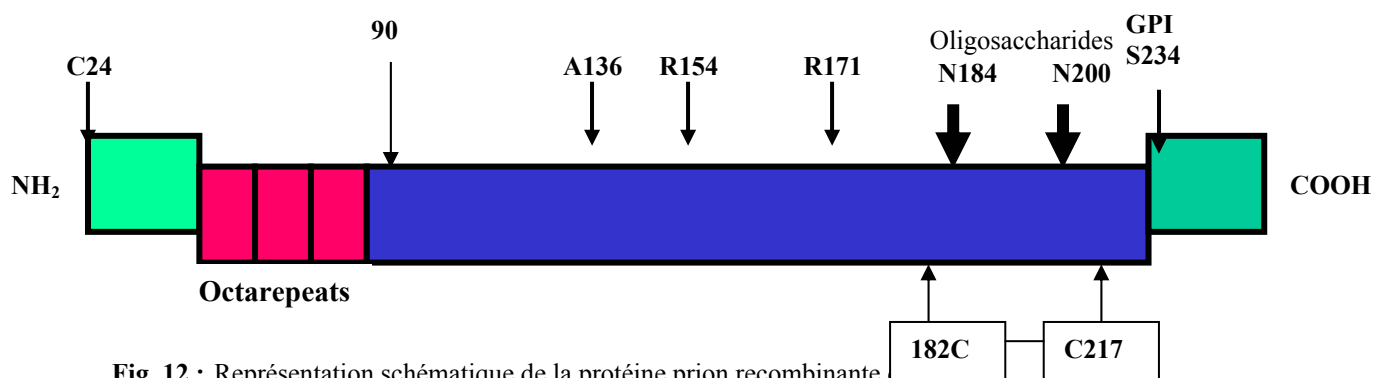 90
GPI
Oligosaccharides
C24 A136 R154 R171 N184 N200 S234
NH₂ COOH
Octarepeats
182C C217
Fig. 12 : Représentation schématique de la protéine prion recombinante